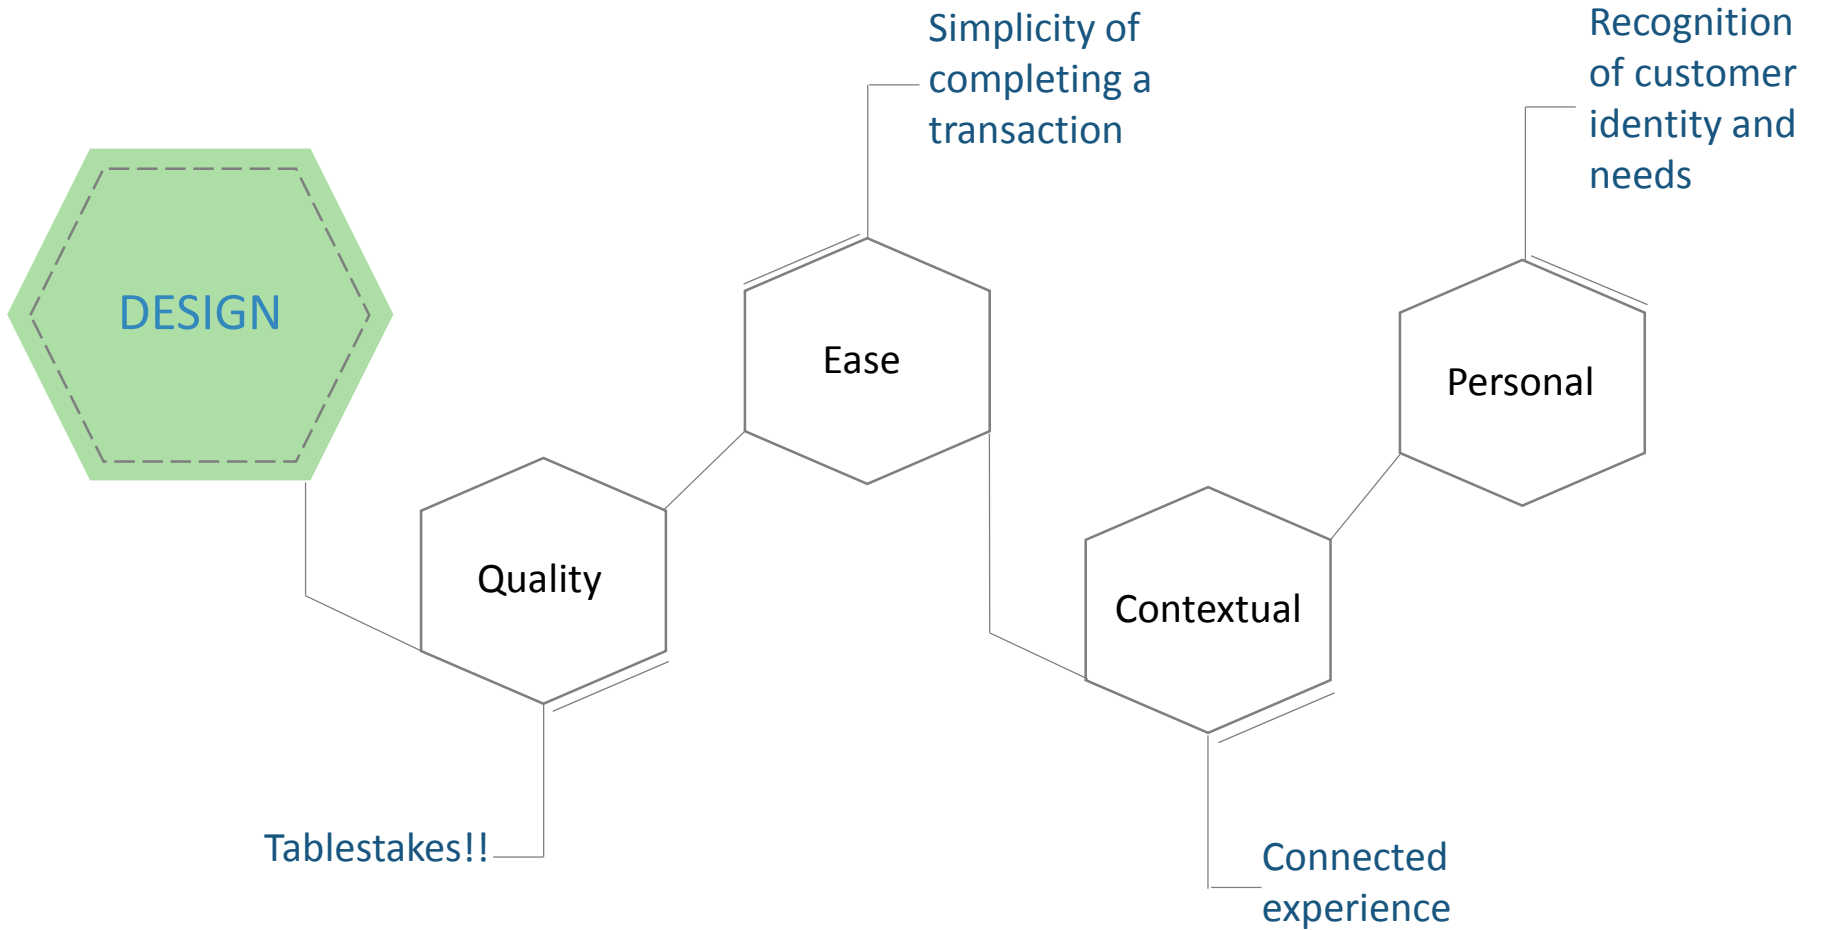 DESIGN
Quality
Tablestakes!!
Ease
Simplicity of
completing a
transaction
Contextual
Connected
experience
Personal
Recognition
of customer
identity and
needs